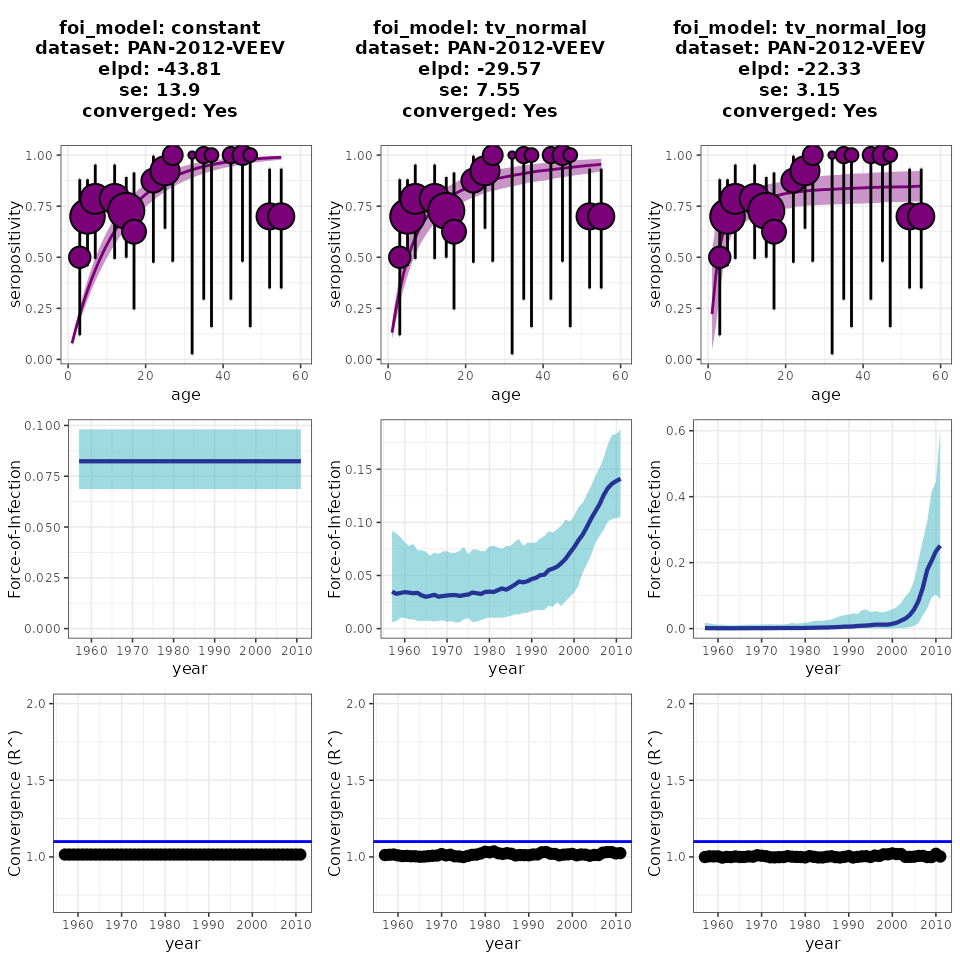 foi_model: constant
dataset: PAN-2012-VEEV
elpd: -43.81
se: 13.9
converged: Yes
foi_model: tv_normal
dataset: PAN-2012-VEEV
elpd: -29.57
se: 7.55
converged: Yes
foi_model: tv_normal_log
dataset: PAN-2012-VEEV
elpd: -22.33
se: 3.15
converged: Yes
seropositivity
1.00
0.75
0.50
0.25
0.00
0 20 40 60
age
seropositivity
1.00
0.75
0.50
0.25
0.00
0 20 40 60
age
seropositivity
1.00
0.75
0.50
0.25
0.00
0 20 40 60
age
Force-of-Infection
0.100
0.075
0.050
0.025
0.000
1960 1970 1980 1990 2000 2010
year
Force-of-Infection
0.15
0.10
0.05
0.00
1960 1970 1980 1990 2000 2010
year
Force-of-Infection
0.6
0.4
0.2
0.0
1960 1970 1980 1990 2000 2010
year
Convergence (R^)
2.0
1.5
1.0
1960 1970 1980 1990 2000 2010
year
Convergence (R^)
2.0
1.5
1.0
1960 1970 1980 1990 2000 2010
year
Convergence (R^)
2.0
1.5
1.0
1960 1970 1980 1990 2000 2010
year